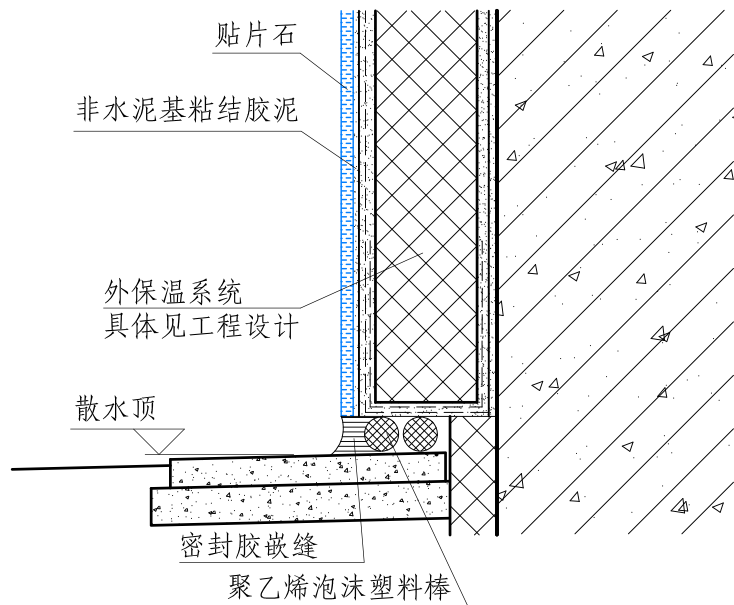 贴片石
非水泥基粘结胶泥
外保温系统
具体见工程设计
散水顶
密封胶嵌缝
聚乙烯泡沫塑料棒